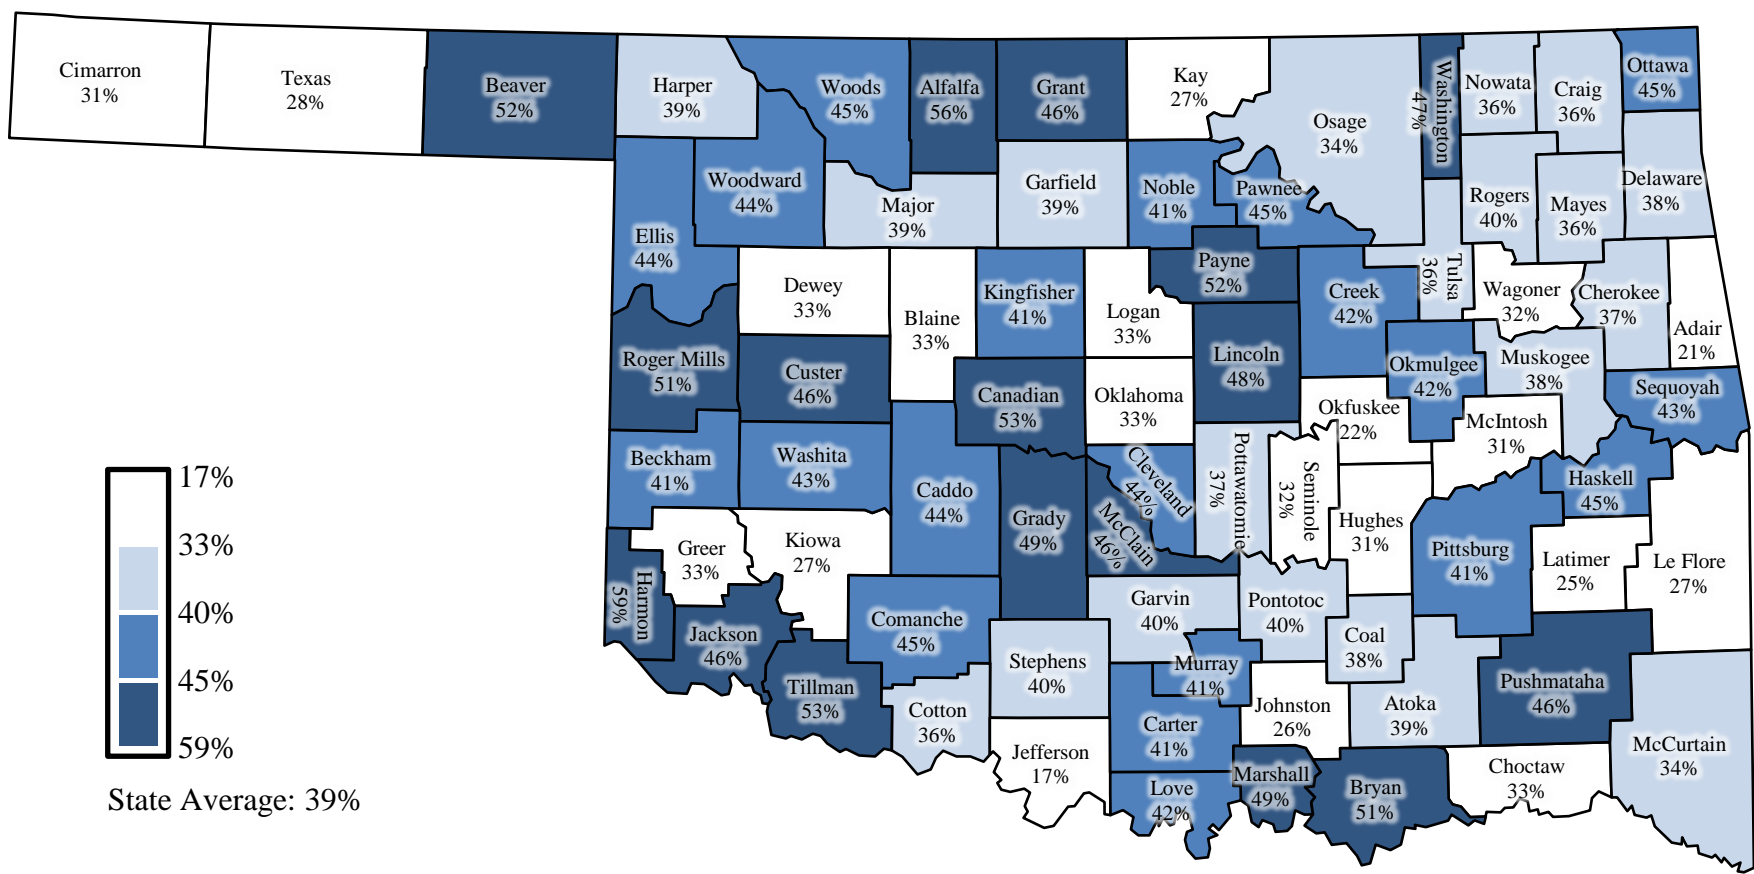 Cimarron
31%
Texas
28%
Beaver
52%
Harper
39%
Woods
45%
Alfalfa
56%
Grant
46%
Kay
27%
Osage
34%
Washington
47%
Nowata
36%
Craig
36%
Ottawa
45%
Woodward
44%
Major
39%
Garfield
39%
Noble
41%
Pawnee
45%
Rogers
40%
Mayes
36%
Delaware
38%
Ellis
44%
Dewey
33%
Blaine
33%
Kingfisher
41%
Logan
33%
Payne
52%
Creek
42%
Tulsa
36%
Wagoner
32%
Cherokee
37%
Adair
21%
Roger Mills
51%
Custer
46%
Canadian
53%
Oklahoma
33%
Lincoln
48%
Okfuskee
22%
Okmulgee
42%
Muskogee
38%
McIntosh
31%
Sequoyah
43%
Beckham
41%
Washita
43%
Caddo
44%
Grady
49%
Cleveland
44%
McClain
46%
Pottawatomie
37%
Seminole
32%
Hughes
31%
Pittsburg
41%
Haskell
45%
Latimer
25%
Le Flore
27%
Harmon
59%
Greer
33%
Kiowa
27%
Jackson
46%
Tillman
53%
Comanche
45%
Cotton
36%
Stephens
40%
Jefferson
17%
Garvin
40%
Murray
41%
Carter
41%
Love
42%
Pontotoc
40%
Johnston
26%
Marshall
49%
Coal
38%
Atoka
39%
Bryan
51%
Pushmataha
46%
Choctaw
33%
McCurtain
34%
17%
33%
40%
45%
59%
State Average: 39%